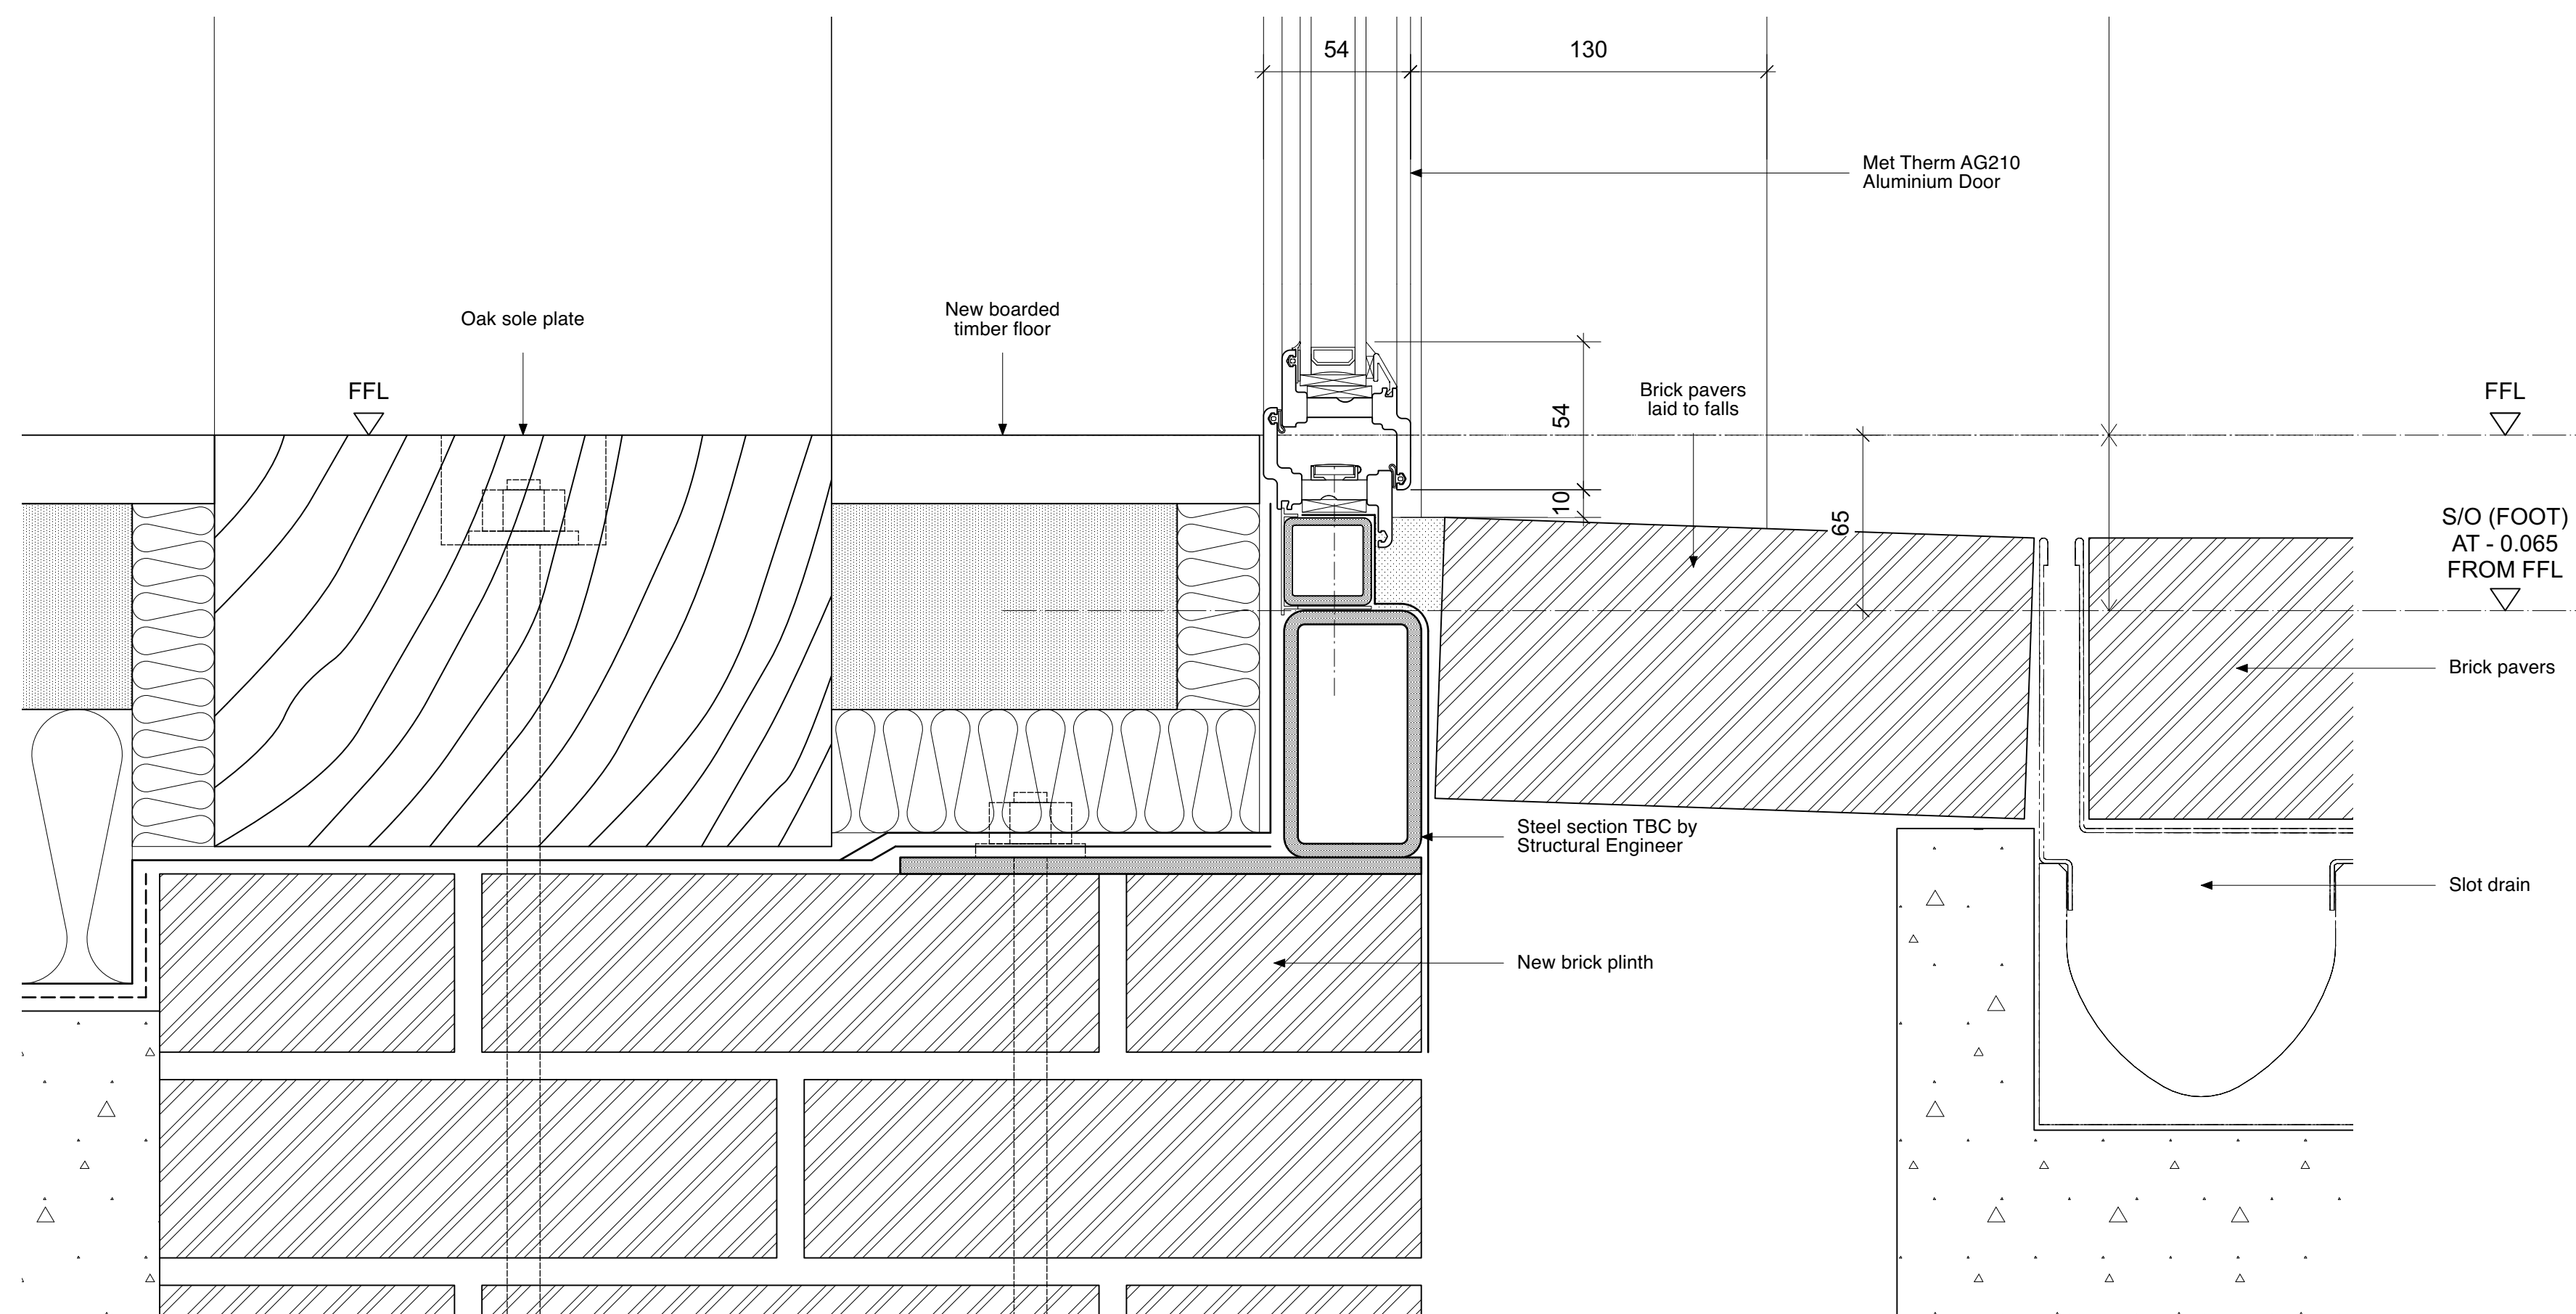 54
130
Met Therm AG210
Aluminium Door
Oak sole plate
New boarded
timber floor
FFL
54
Brick pavers
laid to falls
FFL
10
65
S/O (FOOT)
AT - 0.065
FROM FFL
Brick pavers
Steel section TBC by
Structural Engineer
Slot drain
New brick plinth